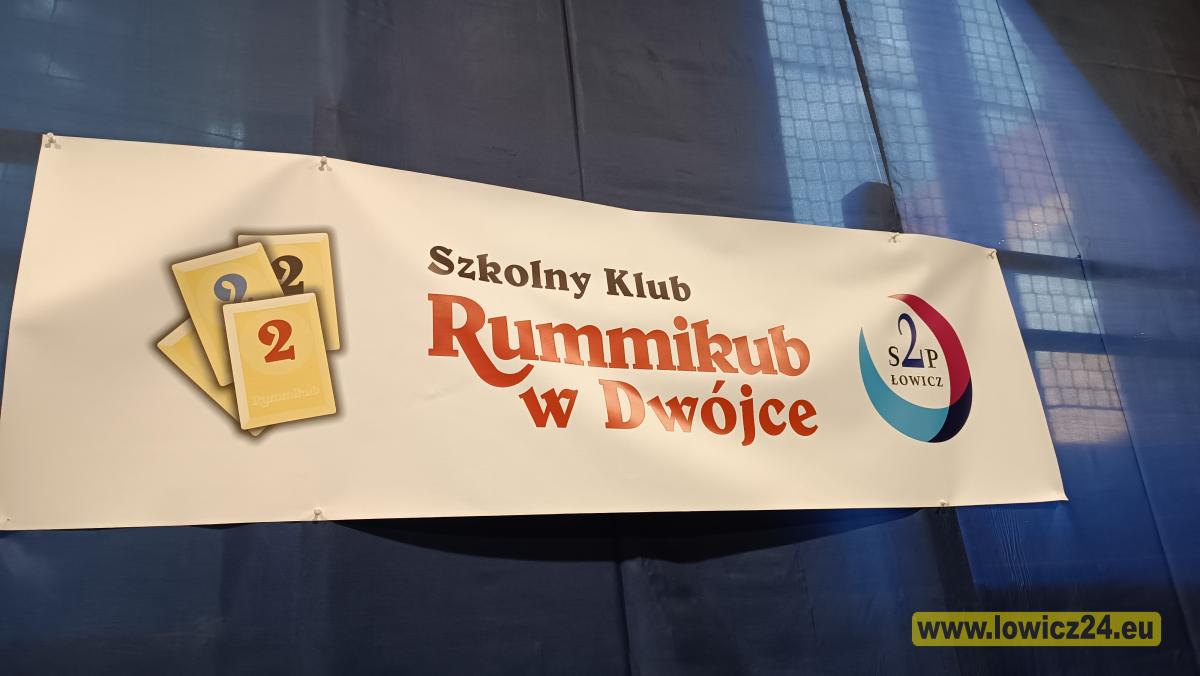 2
2
2
Rummikub
Szkolny Klub
Rummikub
w Dwójce
S2P
ŁOWICZ
www.lowicz24.eu